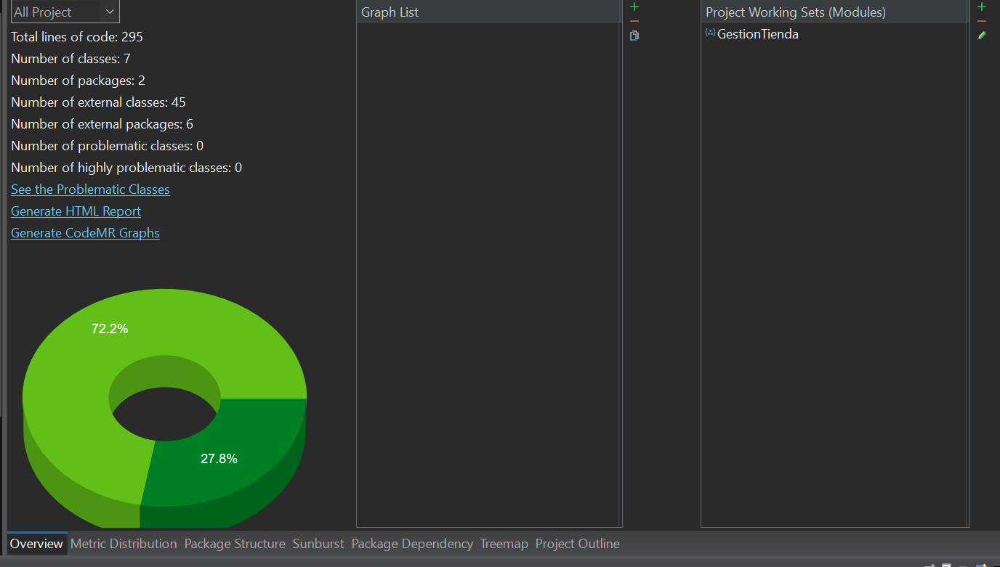 All Project
Total lines of code: 295
Number of classes: 7
Number of packages: 2
Number of external classes: 45
Number of external packages: 6
Number of problematic classes: 0
Number of highly problematic classes: 0
See the Problematic Classes
Generate HTML Report
Generate CodeMR Graphs
72.2%
27.8%
Graph List
Project Working Sets (Modules)
GestionTienda
Overview Metric Distribution Package Structure Sunburst Package Dependency Treemap Project Outline